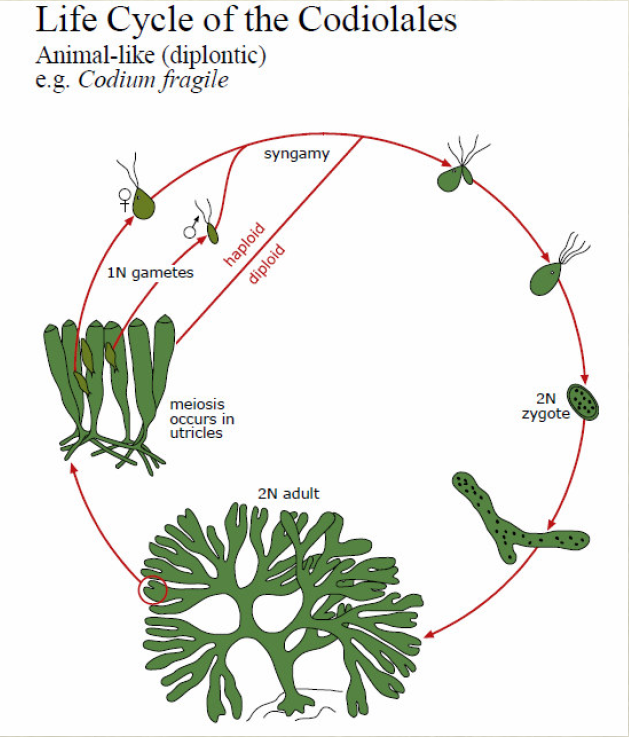 Life Cycle of the Codiolales
Animal-like (diplontic)
e.g. Codium fragile
syngamy
♀
♂
haploid
diploid
1N gametes
meiosis
occurs in
utricles
2N
zygote
2N adult